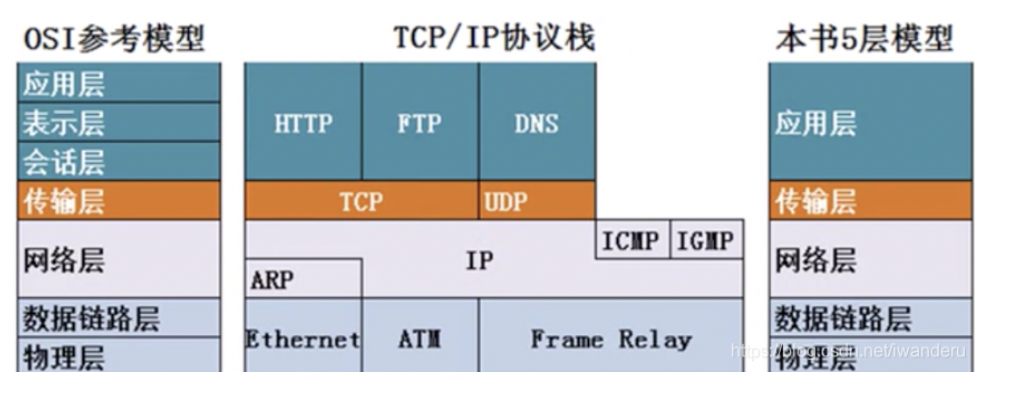 OSI参考模型
TCP/IP协议栈
本书5层模型
应用层
表示层
会话层
传输层
网络层
数据链路层
物理层
HTTP
FTP
DNS
TCP
UDP
ICMP
IGMP
IP
ARP
Ethernet
ATM
Frame Relay
应用层
传输层
网络层
数据链路层
物理层
https://blog.csdn.net/iwanderu